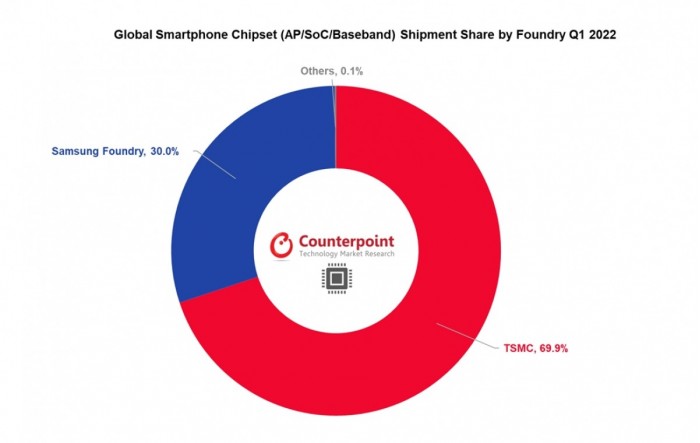 Global Smartphone Chipset (AP/SoC/Baseband) Shipment Share by Foundry Q1 2022
Others, 0.1%
Samsung Foundry, 30.0%
Counterpoint
Technology Market Research
TSMC, 69.9%